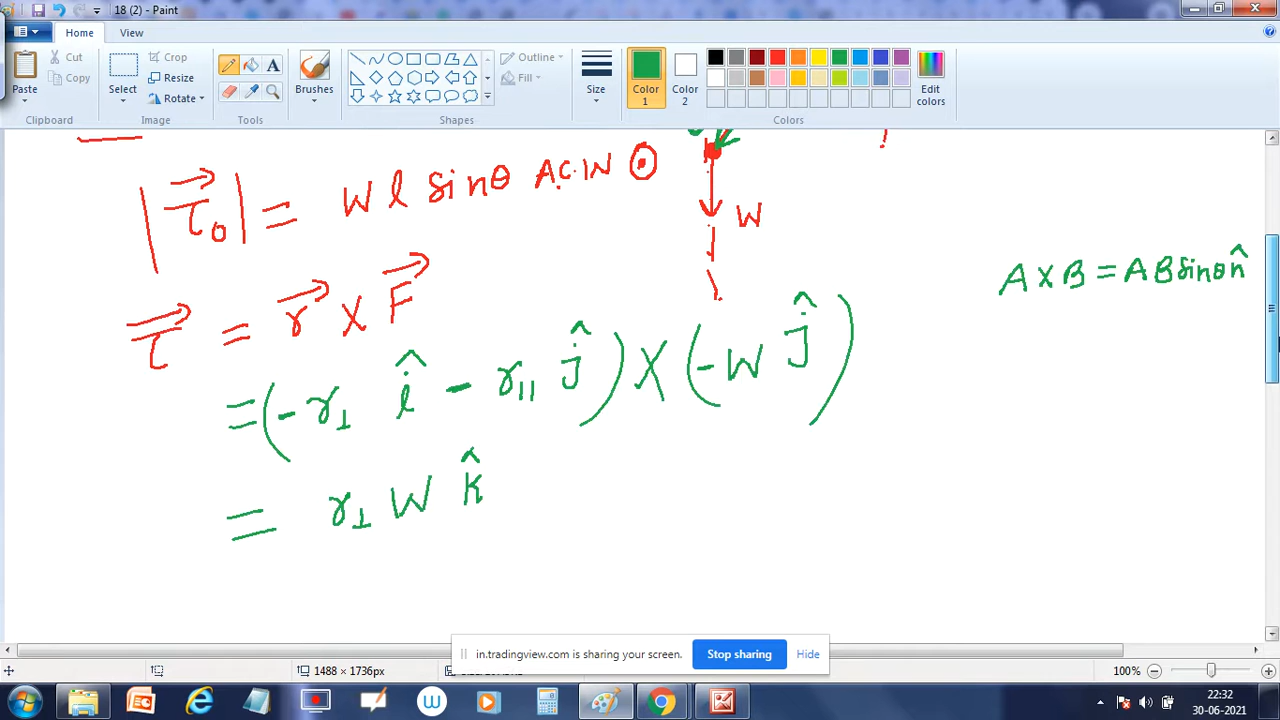 18 (2) - Paint
Home View
Paste
Cut
Copy
Select
Crop
Resize
Rotate
Brushes
Outline
Fill
Size
Color 1
Color 2
Edit colors
Clipboard Image Tools Shapes Colors
|τ₀⃗| = W l sinθ AC.IN ⊙
W
τ⃗ = r⃗ X F⃗
A X B = A B sinθ n̂
= (- r⊥ î - r॥ ĵ) X (- W ĵ)
= r⊥ W k̂
in.tradingview.com is sharing your screen. Stop sharing Hide
1488 × 1736px
100%
22:32
30-06-2021